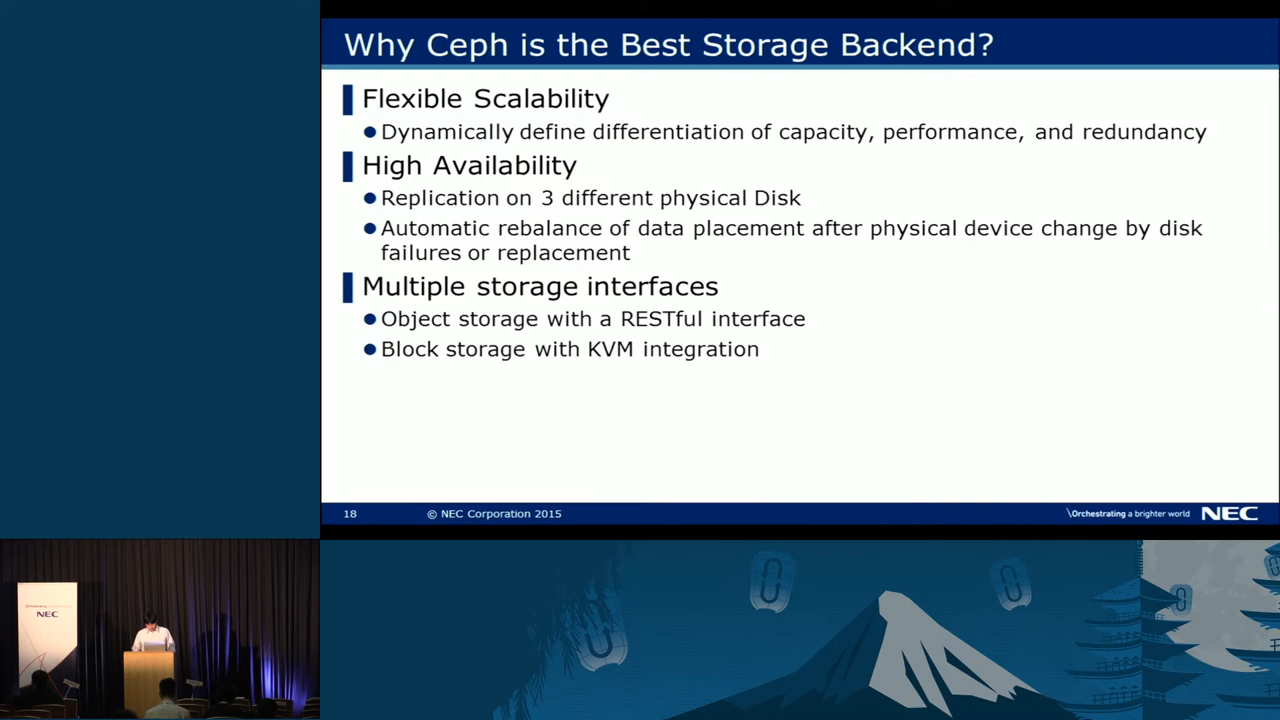 Why Ceph is the Best Storage Backend?
Flexible Scalability
Dynamically define differentiation of capacity, performance, and redundancy
High Availability
Replication on 3 different physical Disk
Automatic rebalance of data placement after physical device change by disk
failures or replacement
Multiple storage interfaces
Object storage with a RESTful interface
Block storage with KVM integration
18
© NEC Corporation 2015
\Orchestrating a brighter world
NEC
NEC